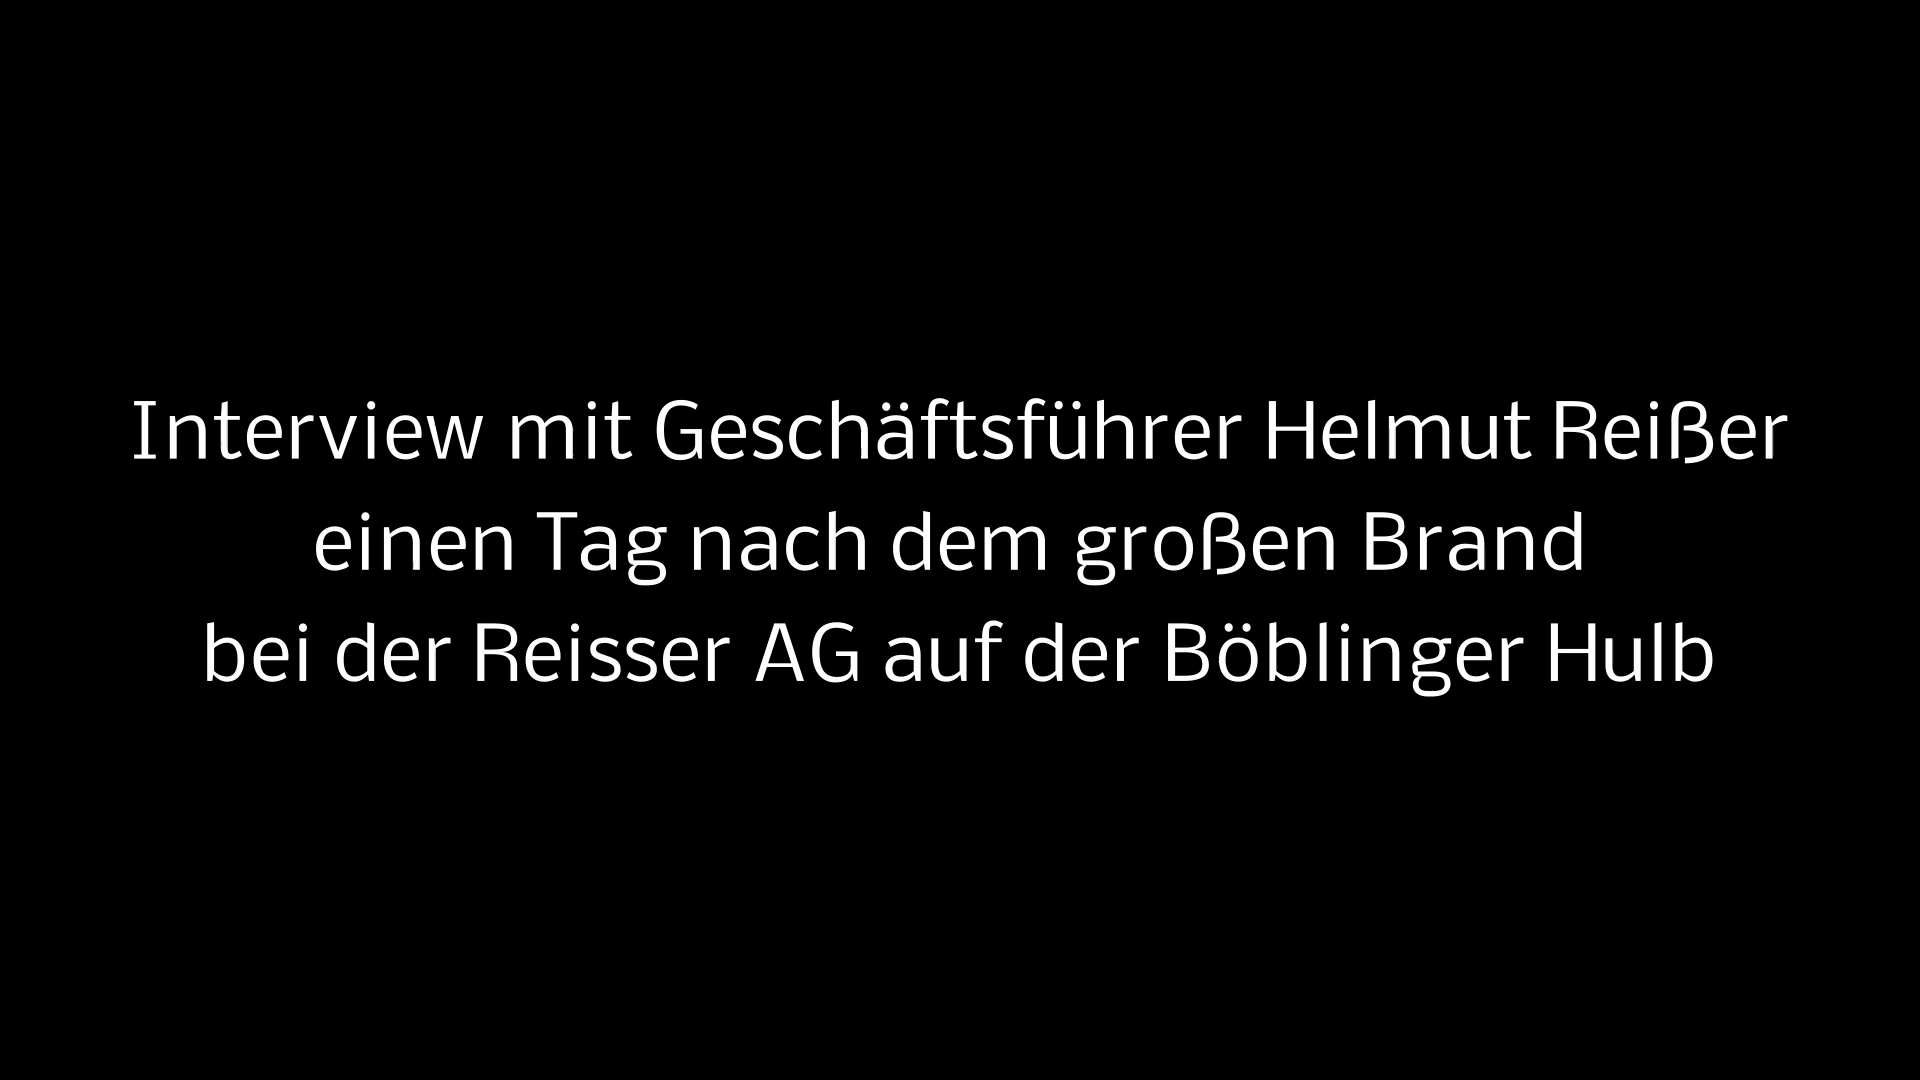 Interview mit Geschäftsführer Helmut Reißer
einen Tag nach dem großen Brand
bei der Reisser AG auf der Böblinger Hulb